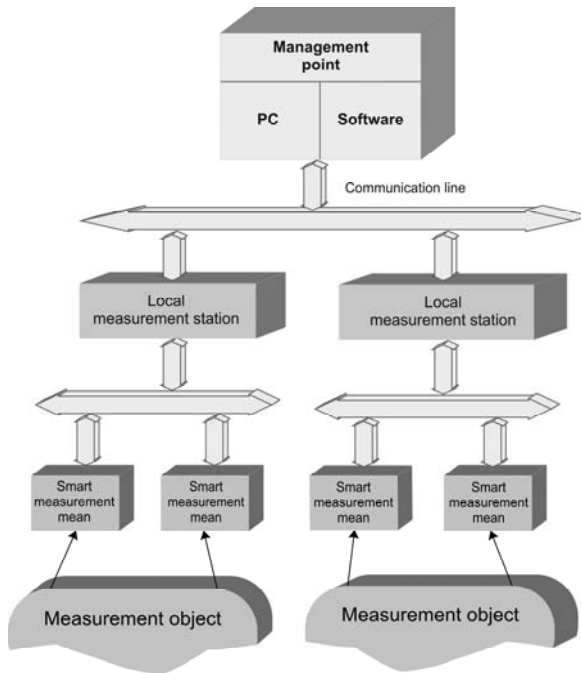 Management
point
PC
Software
Communication line
Local
measurement station
Local
measurement station
Smart
measurement
mean
Smart
measurement
mean
Smart
measurement
mean
Smart
measurement
mean
Measurement object
Measurement object